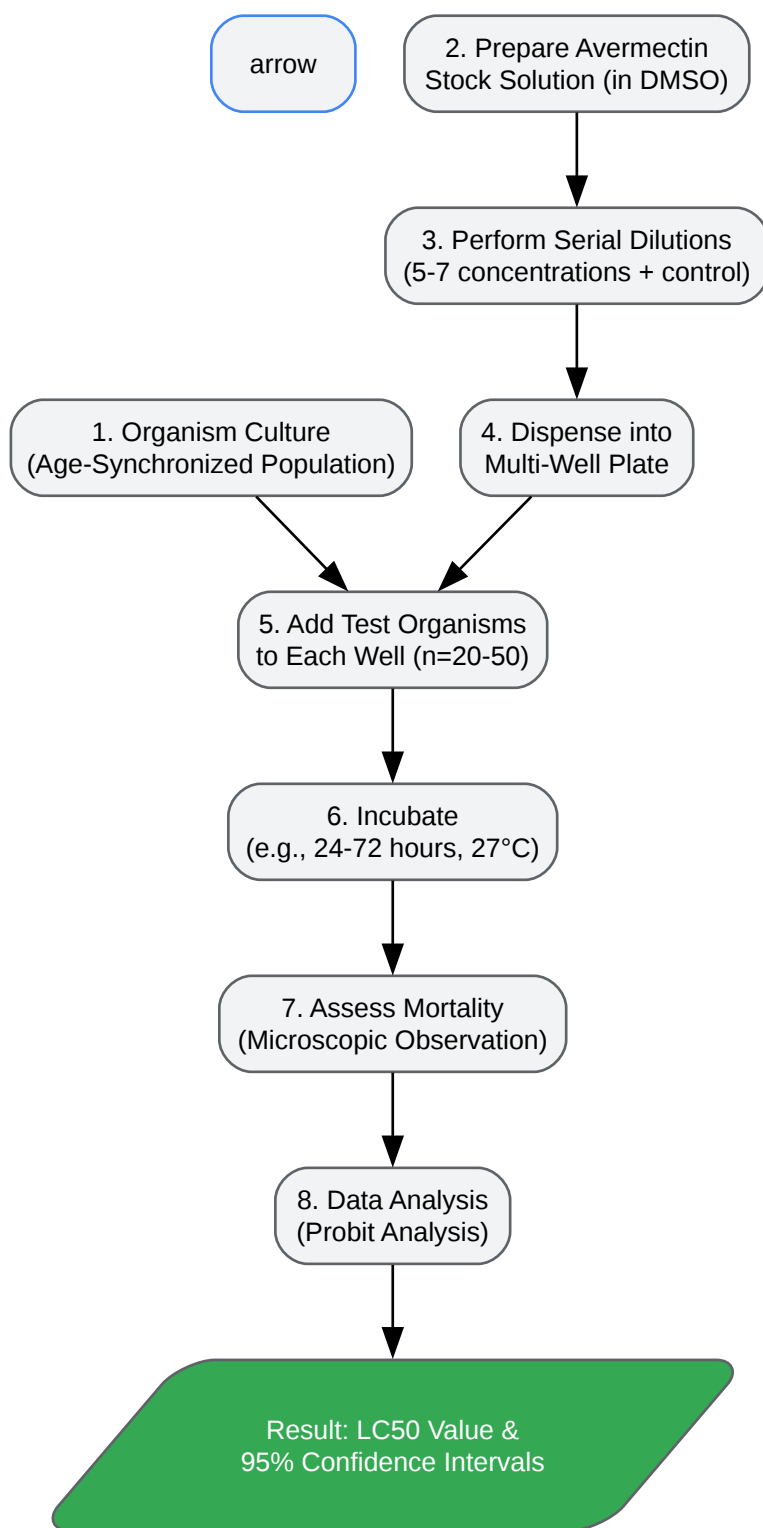 arrow
2. Prepare Avermectin
Stock Solution (in DMSO)
3. Perform Serial Dilutions
(5-7 concentrations + control)
1. Organism Culture
(Age-Synchronized Population)
4. Dispense into
Multi-Well Plate
5. Add Test Organisms
to Each Well (n=20-50)
6. Incubate
(e.g., 24-72 hours, 27°C)
7. Assess Mortality
(Microscopic Observation)
8. Data Analysis
(Probit Analysis)
Result: LC50 Value &
95% Confidence Intervals